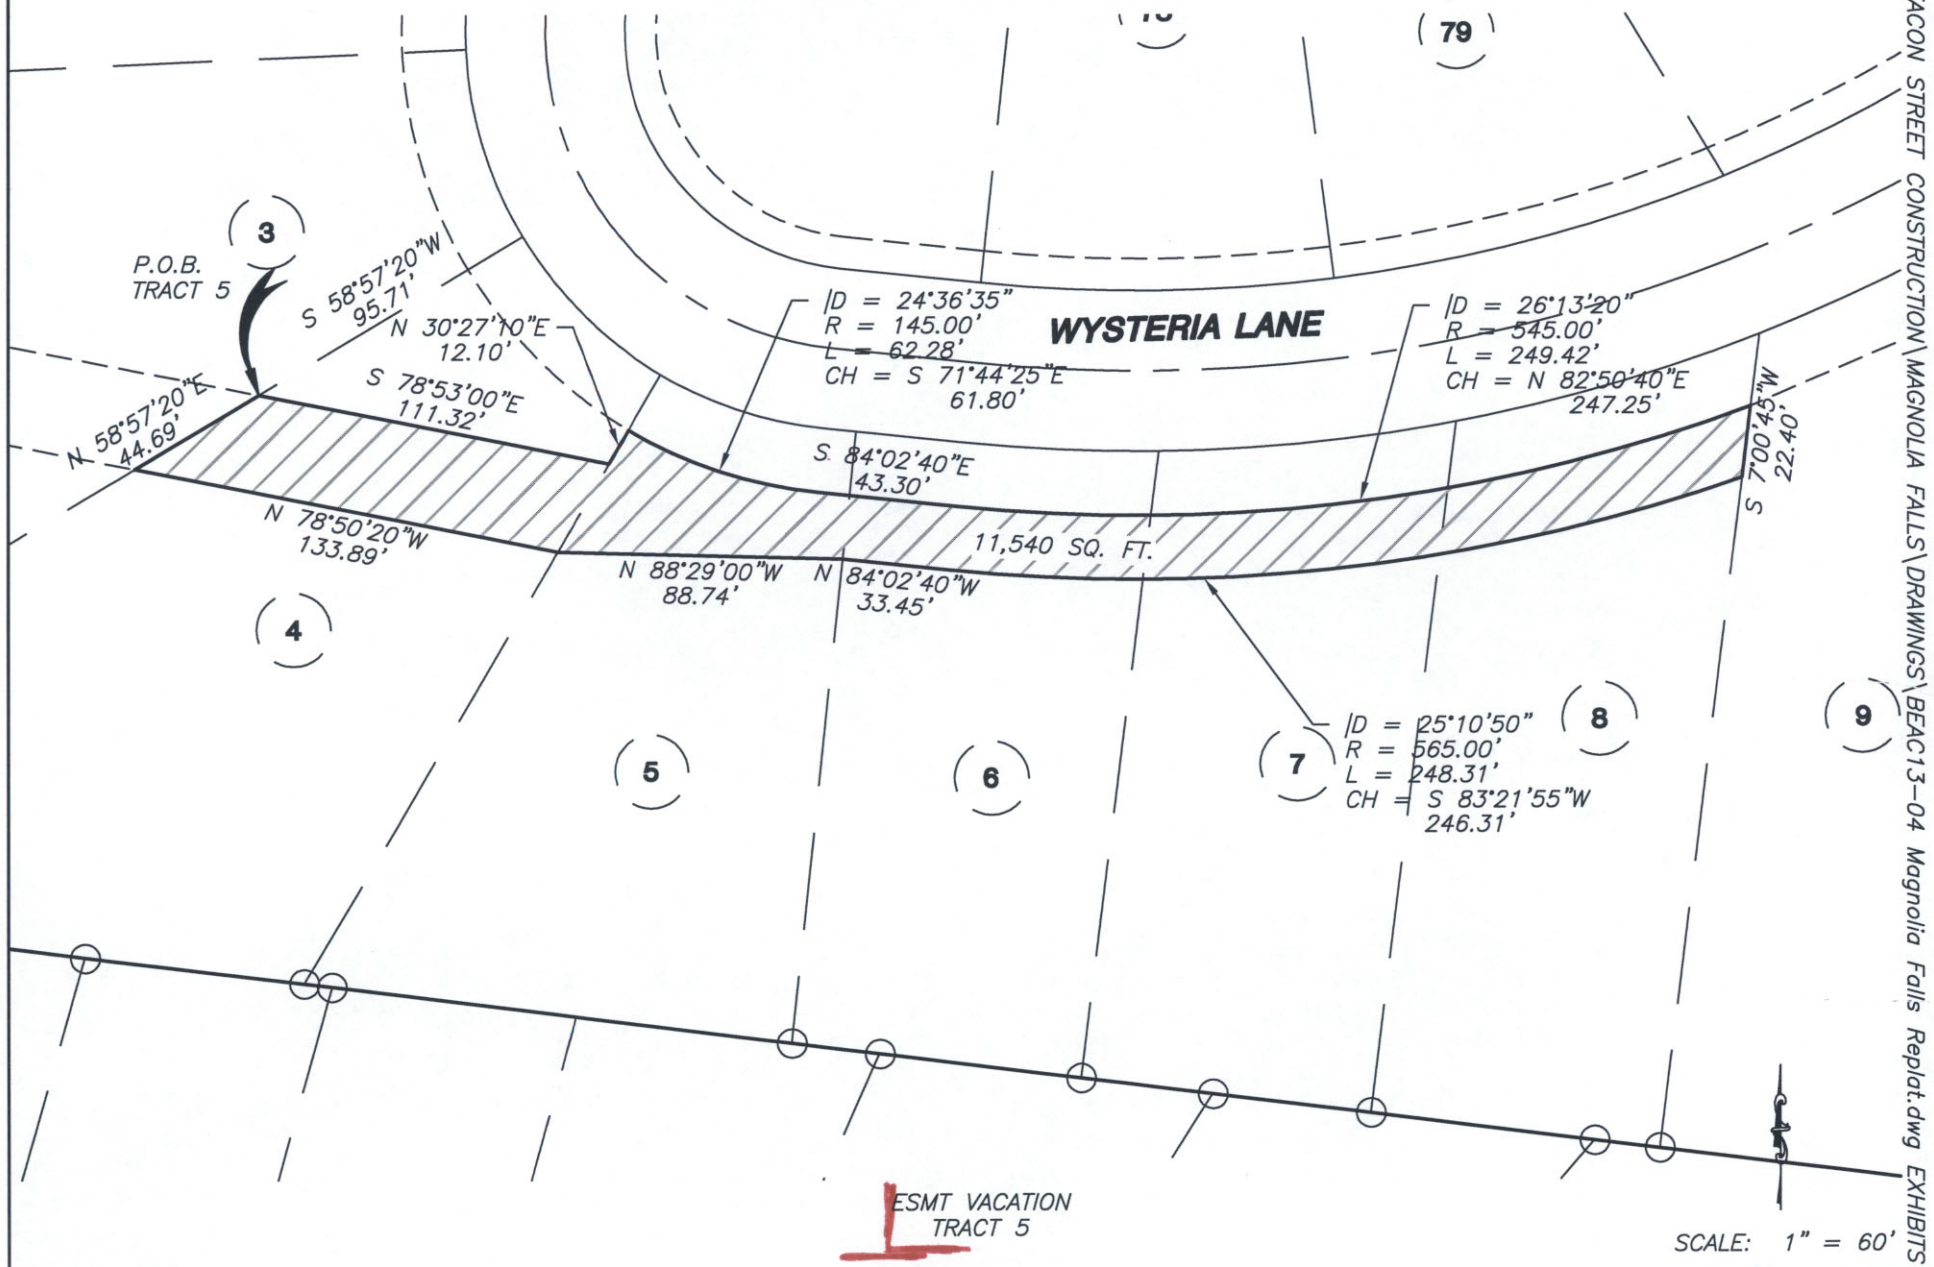 79
3
P.O.B.
TRACT 5
S 58°57'20"W
95.71'
N 30°27'10"E
12.10'
S 78°53'00"E
111.32'
N 58°57'20"E
44.69'
D = 24°36'35"
R = 145.00'
L = 62.28'
CH = S 71°44'25"E
61.80'
WYSTERIA LANE
D = 26°13'20"
R = 545.00'
L = 249.42'
CH = N 82°50'40"E
247.25'
S 7°00'45"W
22.40'
S 84°02'40"E
43.30'
11,540 SQ. FT.
N 78°50'20"W
133.89'
N 88°29'00"W
88.74'
N 84°02'40"W
33.45'
4
5
6
7
8
9
D = 25°10'50"
R = 565.00'
L = 248.31'
CH = S 83°21'55"W
246.31'
ESMT VACATION
TRACT 5
SCALE: 1" = 60'
STREET CONSTRUCTION\MAGNOLIA FALLS\DRAWINGS\BEAC13-04 Magnolia Falls Replat.dwg EXHIBITS